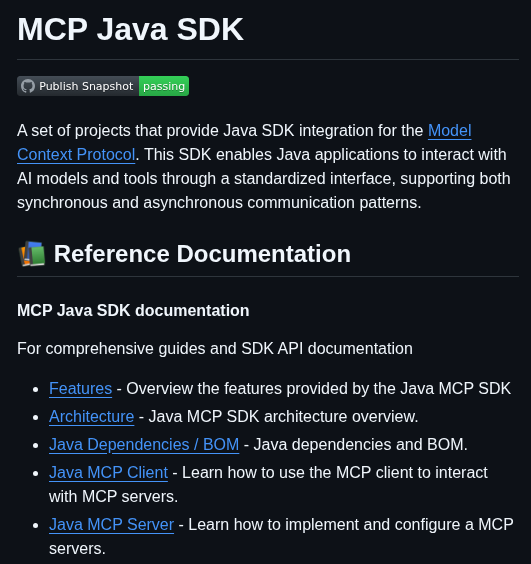 MCP Java SDK
Publish Snapshot passing
A set of projects that provide Java SDK integration for the Model
Context Protocol. This SDK enables Java applications to interact with
AI models and tools through a standardized interface, supporting both
synchronous and asynchronous communication patterns.
Reference Documentation
MCP Java SDK documentation
For comprehensive guides and SDK API documentation
• Features - Overview the features provided by the Java MCP SDK
• Architecture - Java MCP SDK architecture overview.
• Java Dependencies / BOM - Java dependencies and BOM.
• Java MCP Client - Learn how to use the MCP client to interact
with MCP servers.
• Java MCP Server - Learn how to implement and configure a MCP
servers.